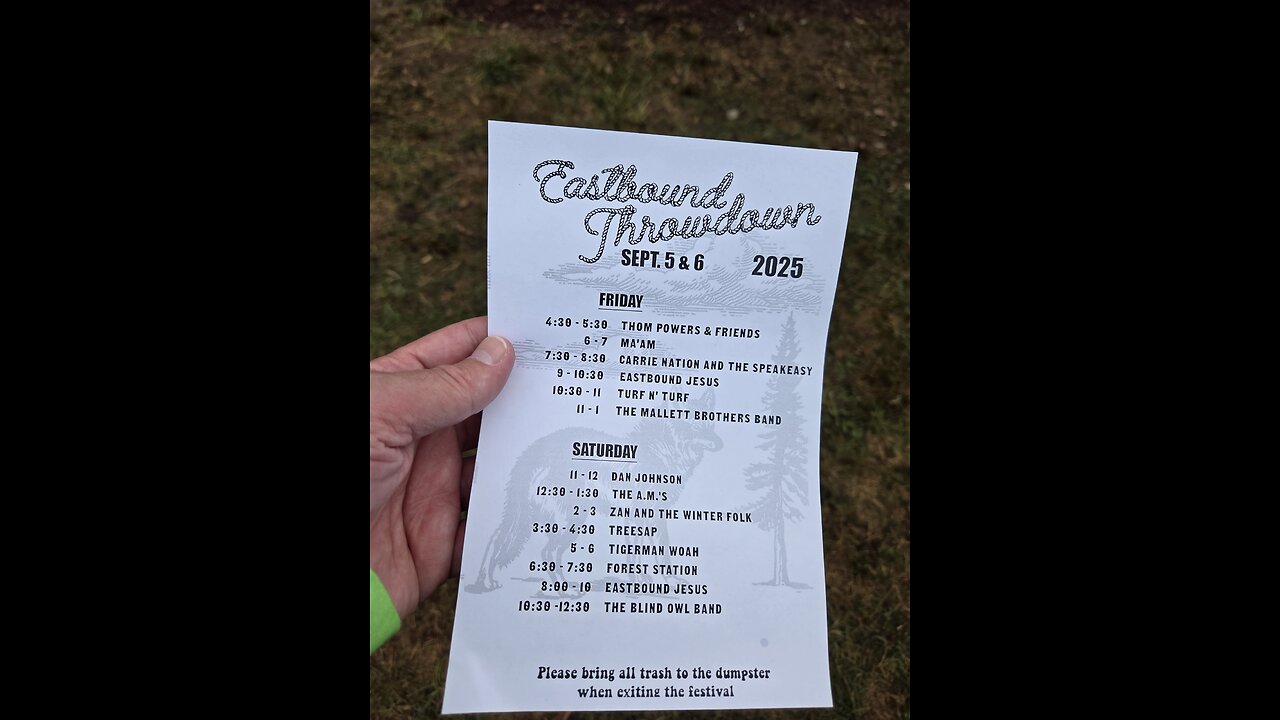 Eastbound
Throwdown
SEPT. 5 & 6 2025
FRIDAY
4:30 - 5:30 THOM POWERS & FRIENDS
6 - 7 MA'AM
7:30 - 8:30 CARRIE NATION AND THE SPEAKEASY
9 - 10:30 EASTBOUND JESUS
10:30 - 11 TURF N' TURF
11 - 1 THE MALLETT BROTHERS BAND
SATURDAY
11 - 12 DAN JOHNSON
12:30 - 1:30 THE A.M.'S
2 - 3 ZAN AND THE WINTER FOLK
3:30 - 4:30 TREESAP
5 - 6 TIGERMAN WOAH
6:30 - 7:30 FOREST STATION
8:00 - 10 EASTBOUND JESUS
10:30 -12:30 THE BLIND OWL BAND
Please bring all trash to the dumpster
when exiting the festival